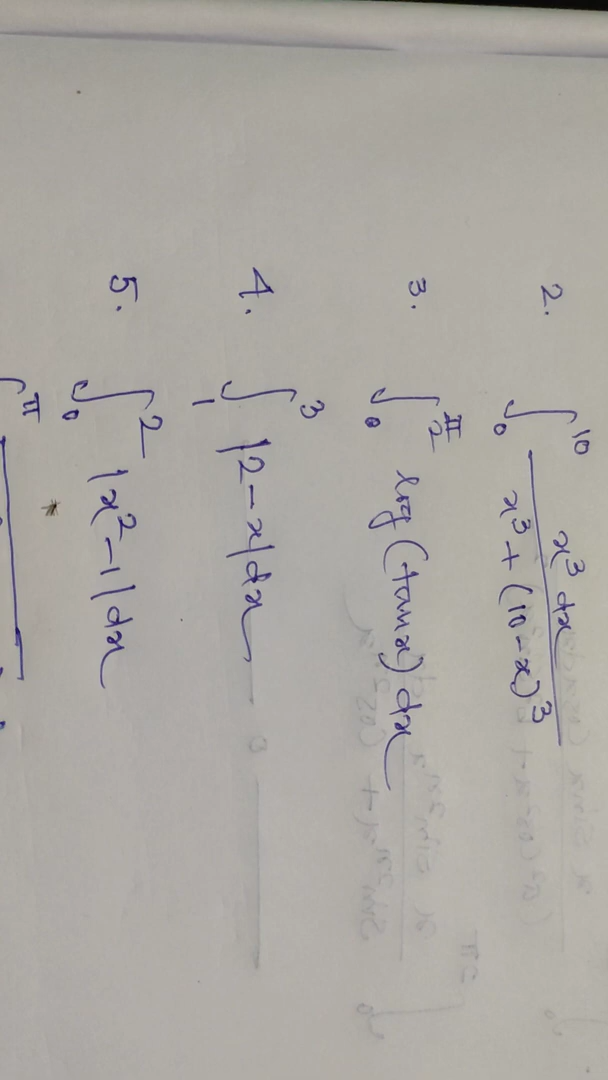 2. ∫₀¹⁰ x³ dx / x³ + (10 - x)³
3. ∫₀^(π/2) log (tan x) dx
4. ∫₁³ |2 - x| dx
5. ∫₀² |x² - 1| dx
∫ π